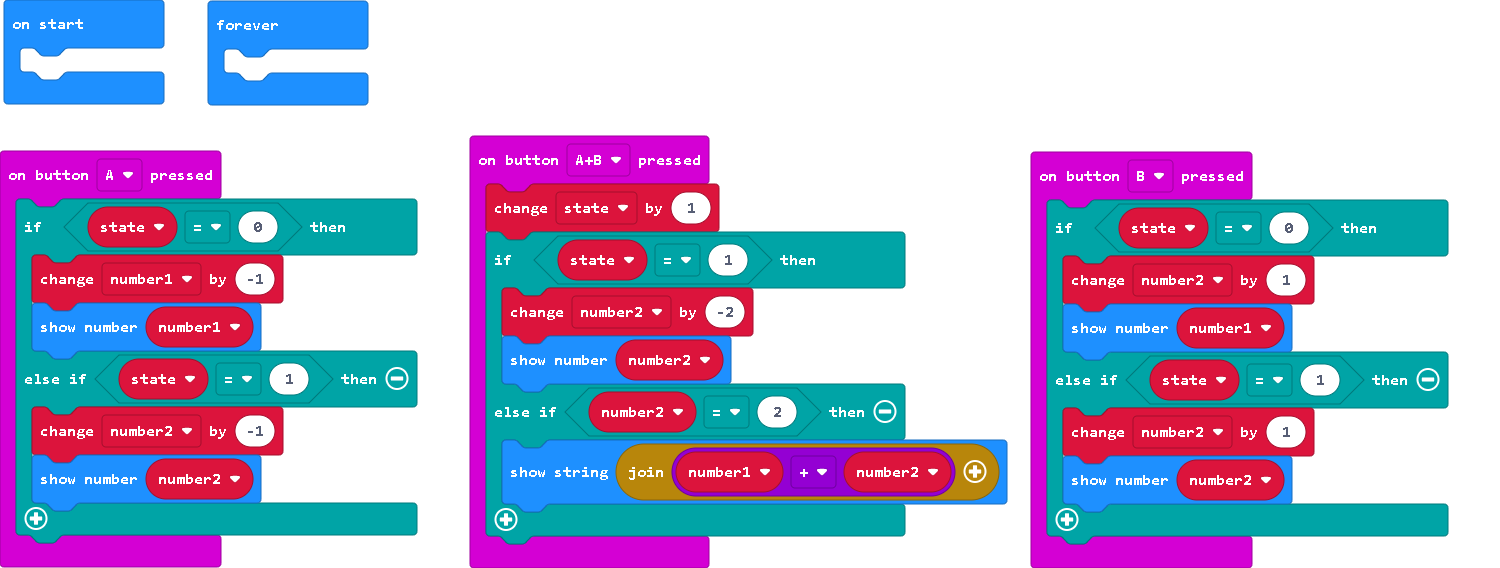 on start
forever
on button A pressed
if state = 0 then
change number1 by -1
show number number1
else if state = 1 then
change number2 by -1
show number number2
on button A+B pressed
change state by 1
if state = 1 then
change number2 by -2
show number number2
else if number2 = 2 then
show string join number1 + number2
on button B pressed
if state = 0 then
change number2 by 1
show number number1
else if state = 1 then
change number2 by 1
show number number2